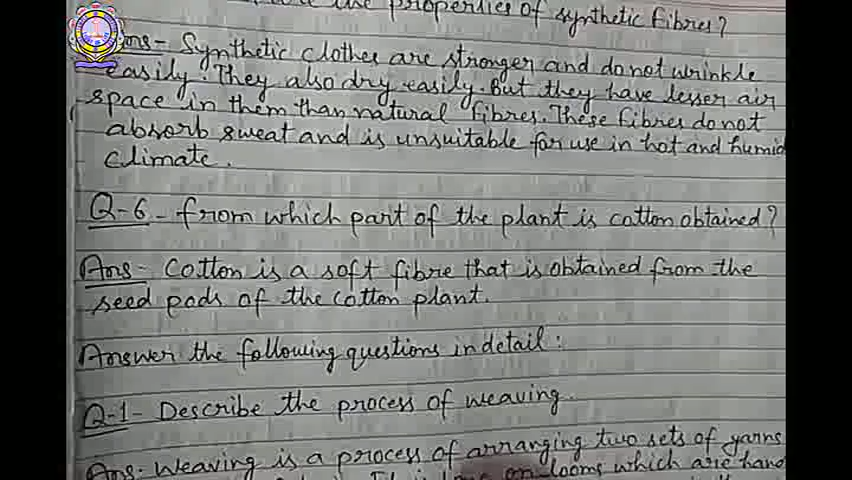 the properties of synthetic fibres?
Ans- Synthetic clothes are stronger and do not wrinkle
easily. They also dry easily. But they have lesser air
space in them than natural fibres. These fibres do not
absorb sweat and is unsuitable for use in hot and humid
climate.
Q-6- from which part of the plant is cotton obtained?
Ans- Cotton is a soft fibre that is obtained from the
seed pods of the cotton plant.
Answer the following questions in detail:
Q-1- Describe the process of weaving.
Ans- Weaving is a process of arranging two sets of yarns
on looms which are hand